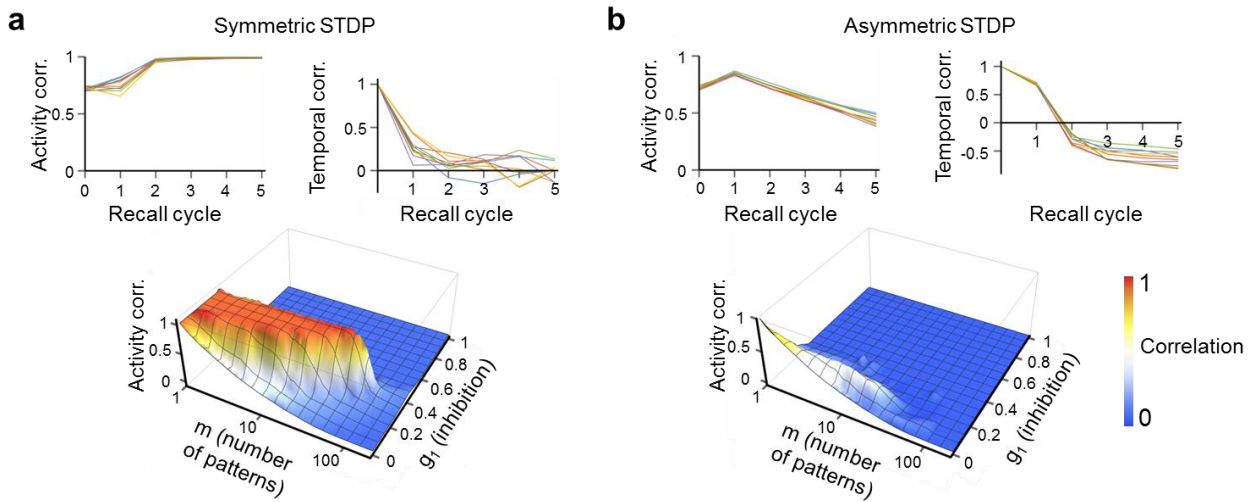 a
Symmetric STDP
Activity corr.
1
0.5
0
0 1 2 3 4 5
Recall cycle
Temporal corr.
1
0.5
0
1 2 3 4 5
Recall cycle
Activity corr.
1
0.5
0
1
10
100
m (number
of patterns)
0
0.2
0.4
0.6
0.8
1
g1 (inhibition)
b
Asymmetric STDP
Activity corr.
1
0.5
0
0 1 2 3 4 5
Recall cycle
Temporal corr.
1
0.5
0
-0.5
1 2 3 4 5
Recall cycle
Activity corr.
1
0.5
0
1
10
100
m (number
of patterns)
0
0.2
0.4
0.6
0.8
1
g1 (inhibition)
1
Correlation
0